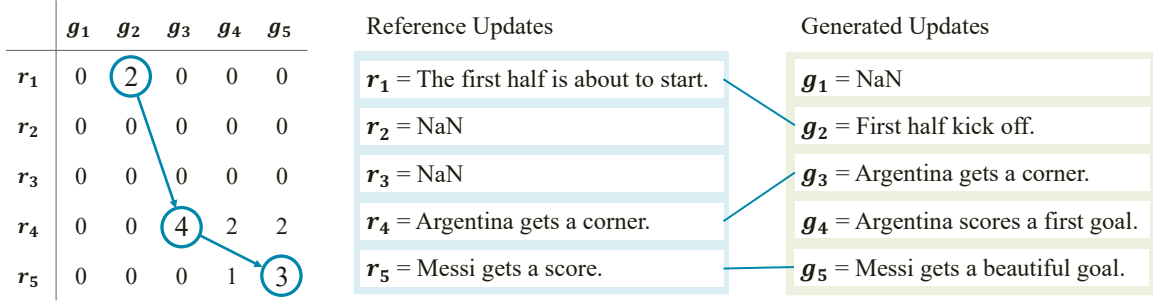 g1 g2 g3 g4 g5
r1 0 2 0 0 0
r2 0 0 0 0 0
r3 0 0 0 0 0
r4 0 0 4 2 2
r5 0 0 0 1 3
Reference Updates
r1 = The first half is about to start.
r2 = NaN
r3 = NaN
r4 = Argentina gets a corner.
r5 = Messi gets a score.
Generated Updates
g1 = NaN
g2 = First half kick off.
g3 = Argentina gets a corner.
g4 = Argentina scores a first goal.
g5 = Messi gets a beautiful goal.